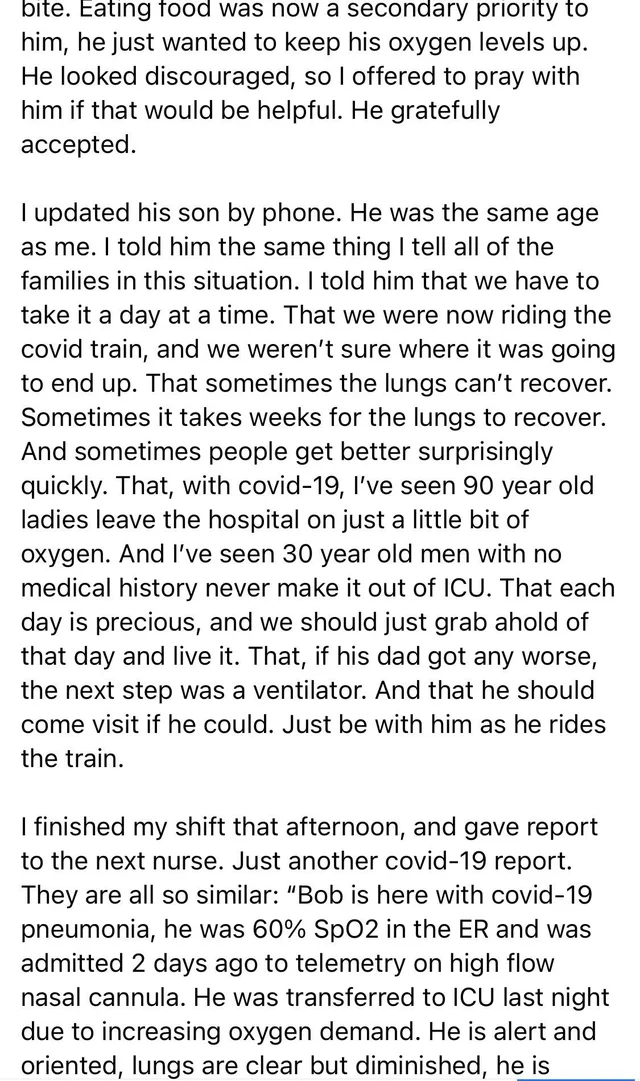 bite. Eating food was now a secondary priority to
him, he just wanted to keep his oxygen levels up.
He looked discouraged, so I offered to pray with
him if that would be helpful. He gratefully
accepted.
I updated his son by phone. He was the same age
as me. I told him the same thing I tell all of the
families in this situation. I told him that we have to
take it a day at a time. That we were now riding the
covid train, and we weren’t sure where it was going
to end up. That sometimes the lungs can’t recover.
Sometimes it takes weeks for the lungs to recover.
And sometimes people get better surprisingly
quickly. That, with covid-19, I’ve seen 90 year old
ladies leave the hospital on just a little bit of
oxygen. And I’ve seen 30 year old men with no
medical history never make it out of ICU. That each
day is precious, and we should just grab ahold of
that day and live it. That, if his dad got any worse,
the next step was a ventilator. And that he should
come visit if he could. Just be with him as he rides
the train.
I finished my shift that afternoon, and gave report
to the next nurse. Just another covid-19 report.
They are all so similar: “Bob is here with covid-19
pneumonia, he was 60% SpO2 in the ER and was
admitted 2 days ago to telemetry on high flow
nasal cannula. He was transferred to ICU last night
due to increasing oxygen demand. He is alert and
oriented, lungs are clear but diminished, he is